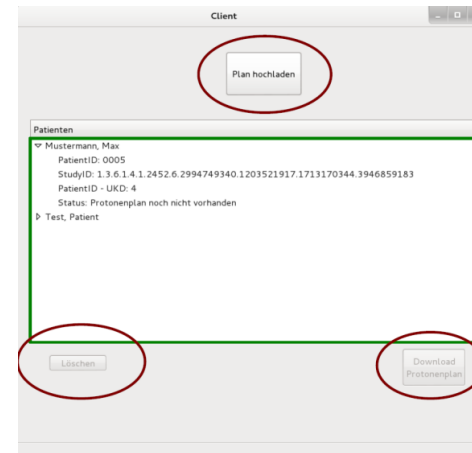 Client
Plan hochladen
Patienten
Mustermann, Max
PatientID: 0005
StudyID: 1.3.6.1.4.1.2452.6.2994749340.1203521917.1713170344.3946859183
PatientID - UKD: 4
Status: Protonenplan noch nicht vorhanden
Test, Patient
Löschen
Download
Protonenplan